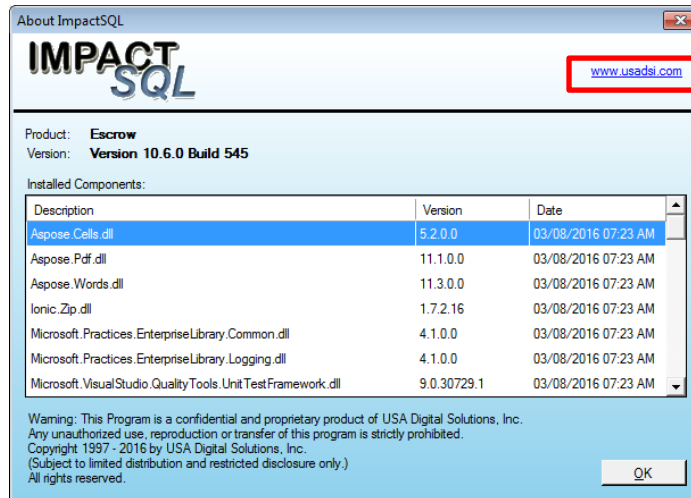 About ImpactSQL
IMPACT
SQL
www.usadsi.com
Product: Escrow
Version: Version 10.6.0 Build 545
Installed Components:
Description Version Date
Aspose.Cells.dll 5.2.0.0 03/08/2016 07:23 AM
Aspose.Pdf.dll 11.1.0.0 03/08/2016 07:23 AM
Aspose.Words.dll 11.3.0.0 03/08/2016 07:23 AM
Ionic.Zip.dll 1.7.2.16 03/08/2016 07:23 AM
Microsoft.Practices.EnterpriseLibrary.Common.dll 4.1.0.0 03/08/2016 07:23 AM
Microsoft.Practices.EnterpriseLibrary.Logging.dll 4.1.0.0 03/08/2016 07:23 AM
Microsoft.VisualStudio.QualityTools.UnitTestFramework.dll 9.0.30729.1 03/08/2016 07:23 AM
Warning: This Program is a confidential and proprietary product of USA Digital Solutions, Inc.
Any unauthorized use, reproduction or transfer of this program is strictly prohibited.
Copyright 1997 - 2016 by USA Digital Solutions, Inc.
(Subject to limited distribution and restricted disclosure only.)
All rights reserved.
OK